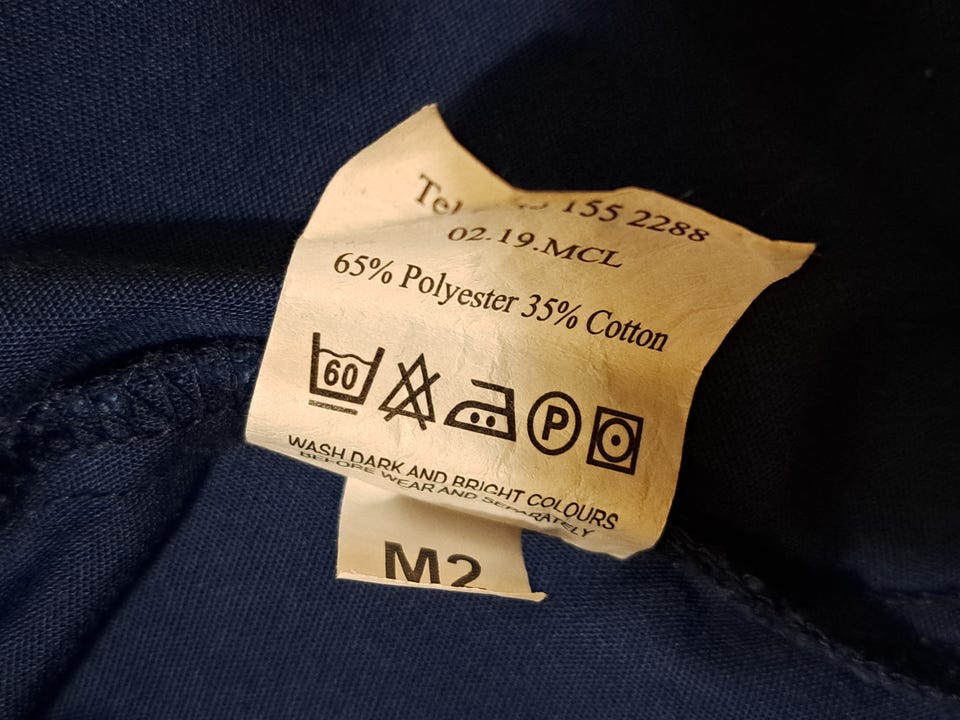 Tel 155 2288
02.19.MCL
65% Polyester 35% Cotton
60 P
WASH DARK AND BRIGHT COLOURS
BEFORE WEAR AND SEPARATELY
M2